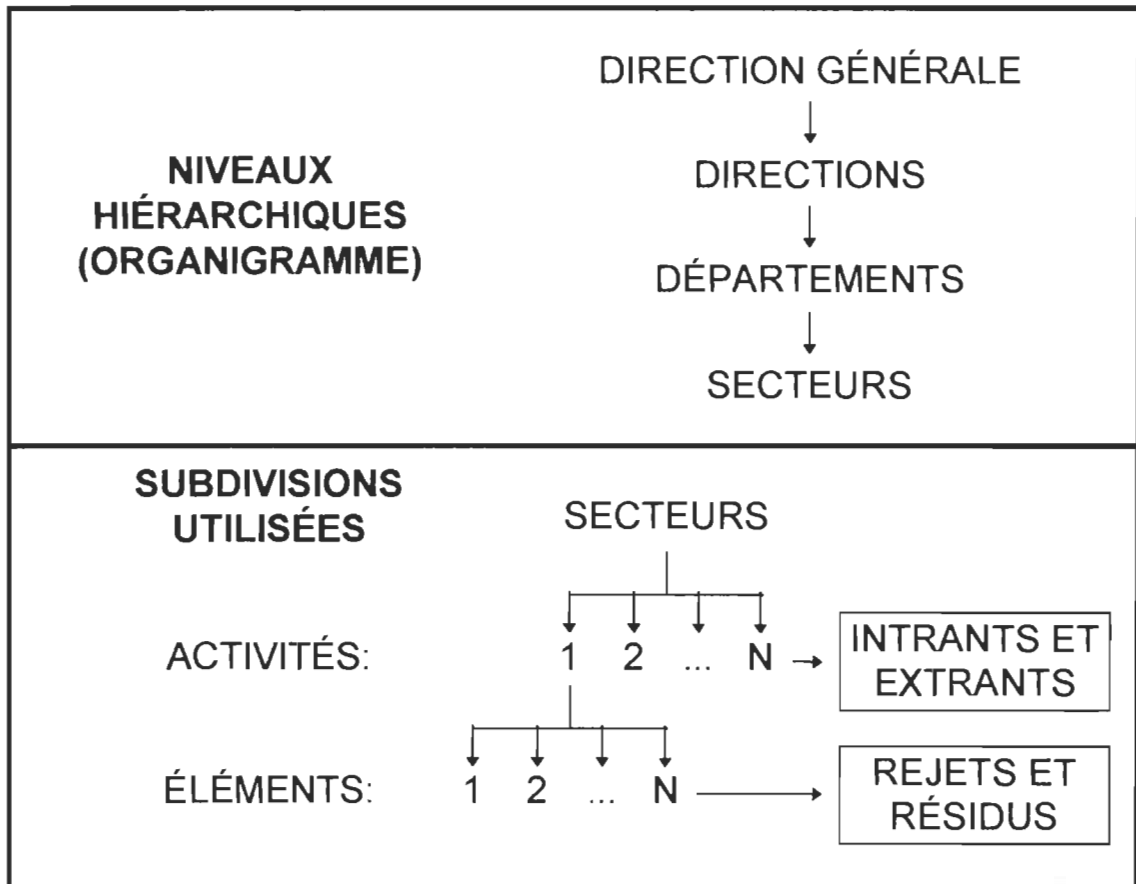 DIRECTION GÉNÉRALE
NIVEAUX
HIÉRARCHIQUES
(ORGANIGRAMME)
DIRECTIONS
DÉPARTEMENTS
SECTEURS
SUBDIVISIONS
UTILISÉES
SECTEURS
ACTIVITÉS: 1 2 ... N
INTRANTS ET
EXTRANTS
ÉLÉMENTS: 1 2 ... N
REJETS ET
RÉSIDUS